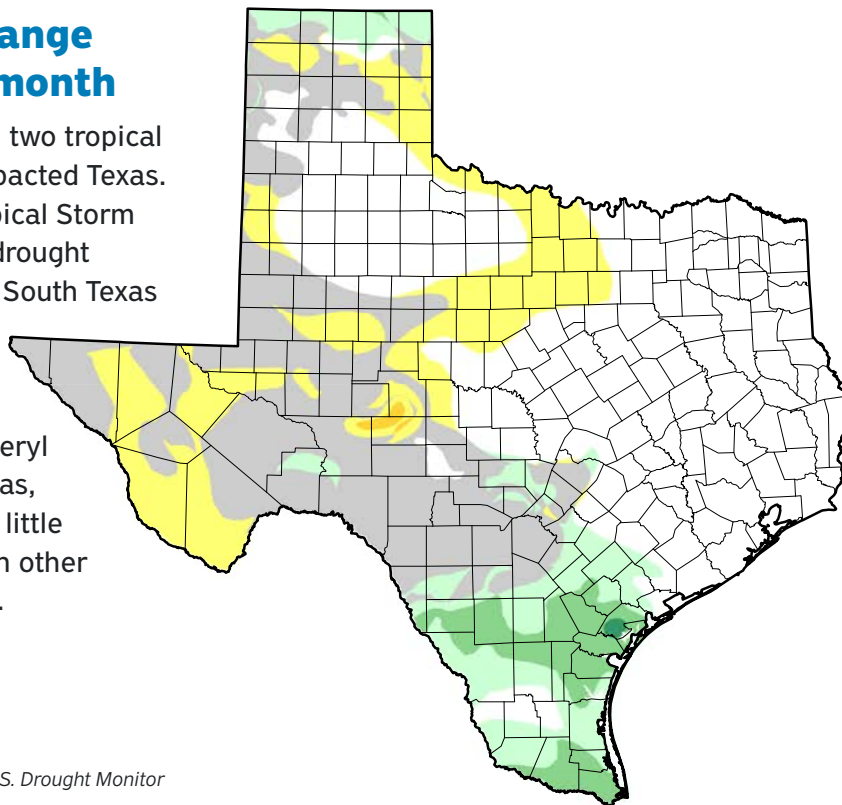 ange
month
two tropical
pacted Texas.
pical Storm
drought
South Texas
eryl
as,
little
n other
.
S. Drought Monitor